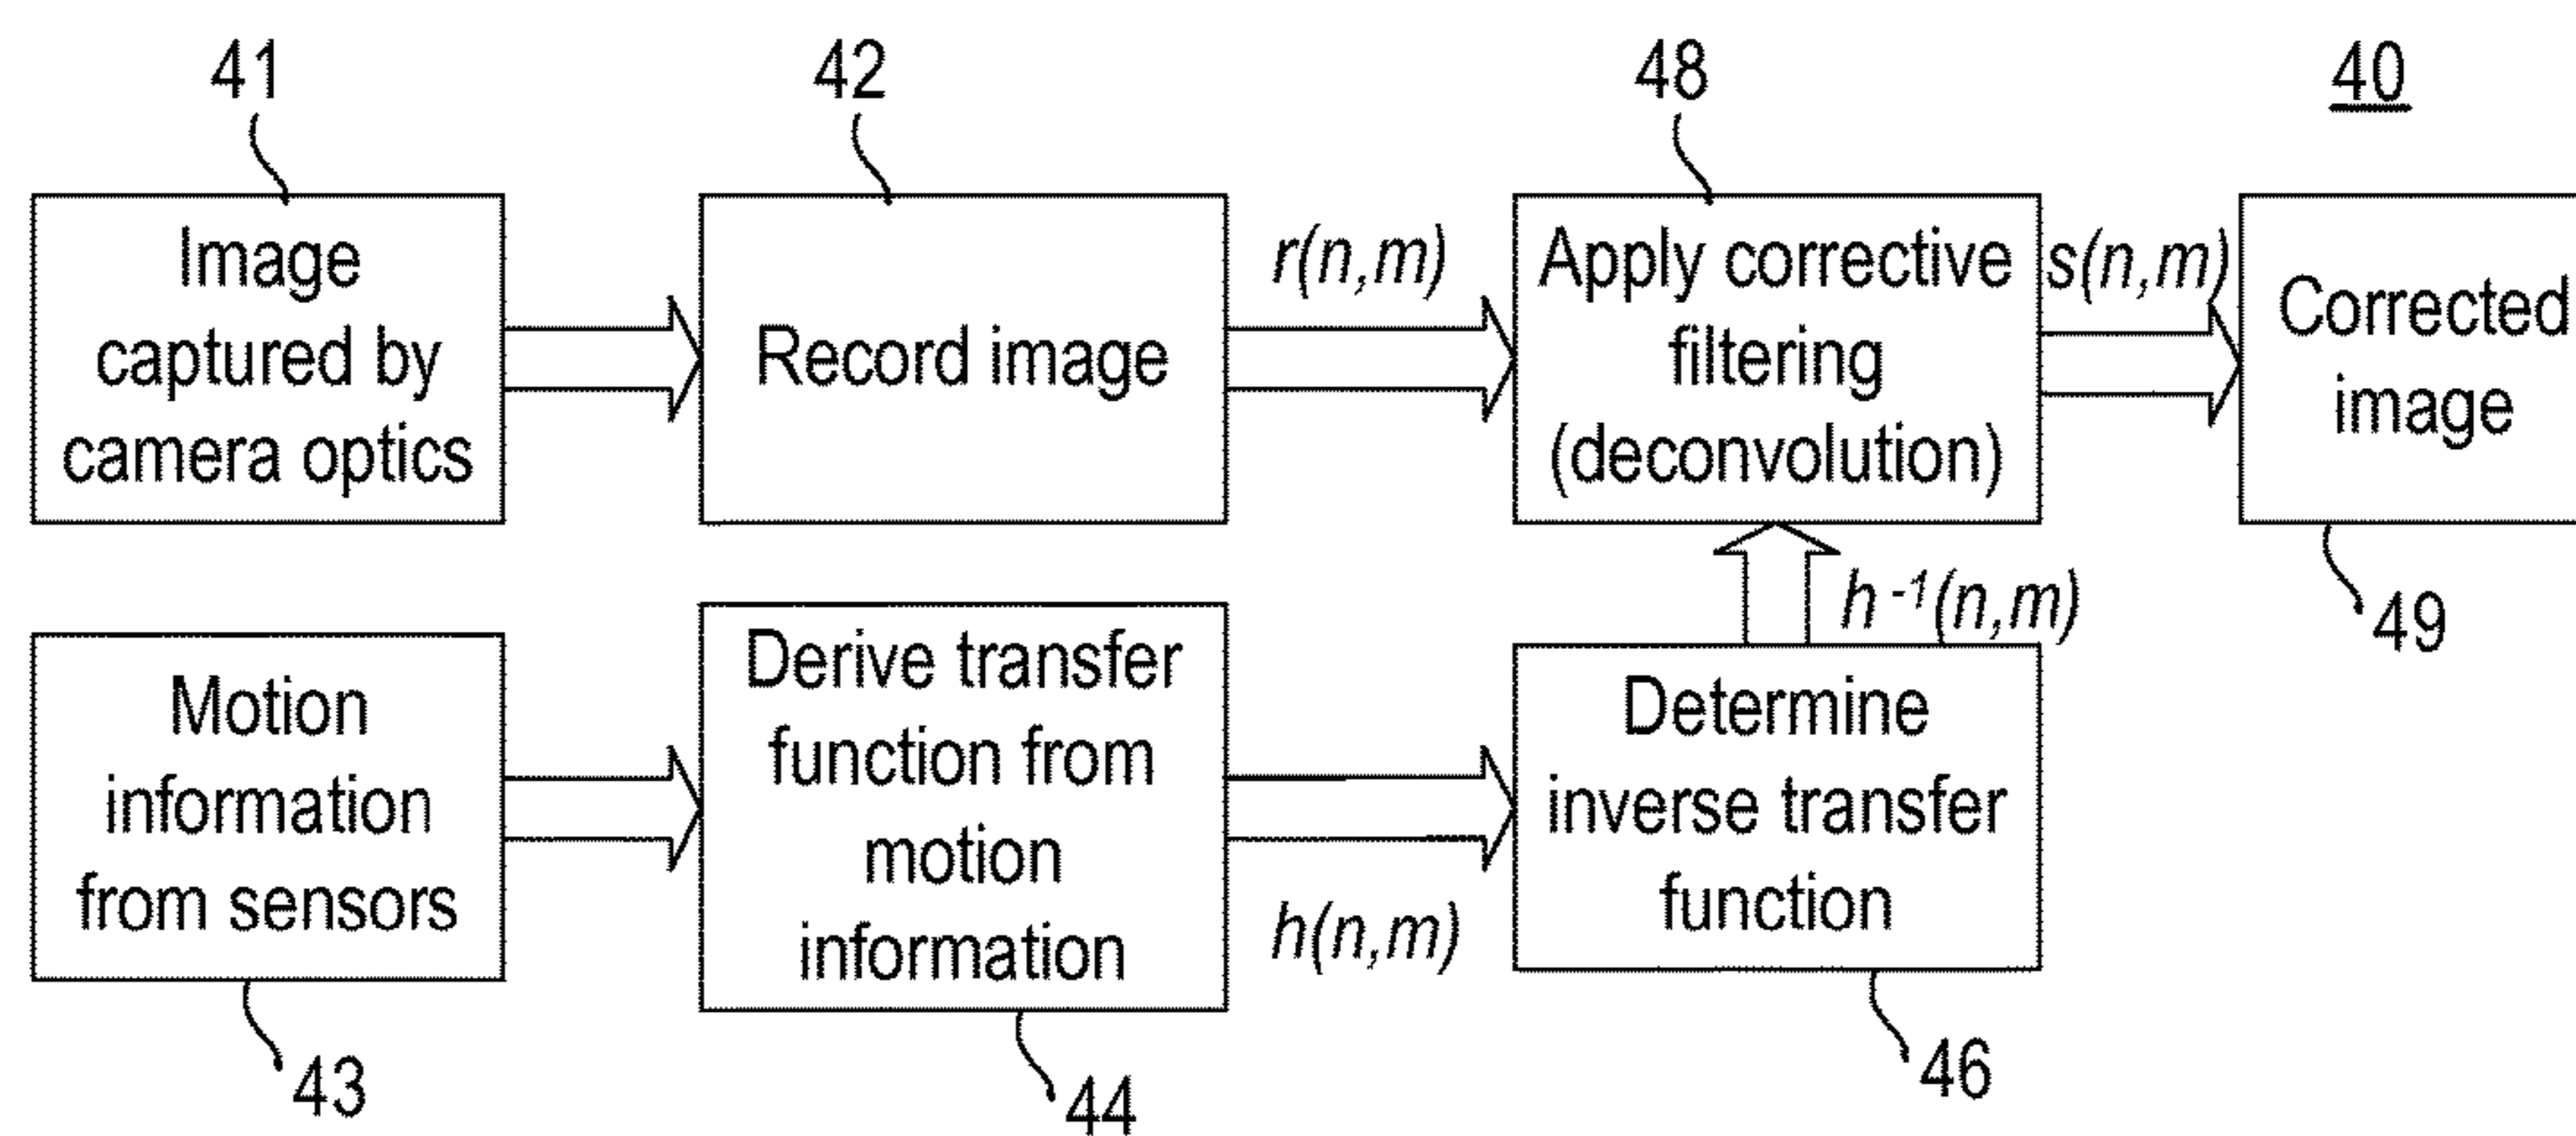 41
42
48
40
Image
captured by
camera optics
Record image
r(n,m)
Apply corrective
filtering
(deconvolution)
s(n,m)
Corrected
image
49
Motion
information
from sensors
43
Derive transfer
function from
motion
information
44
h(n,m)
h⁻¹(n,m)
Determine
inverse transfer
function
46